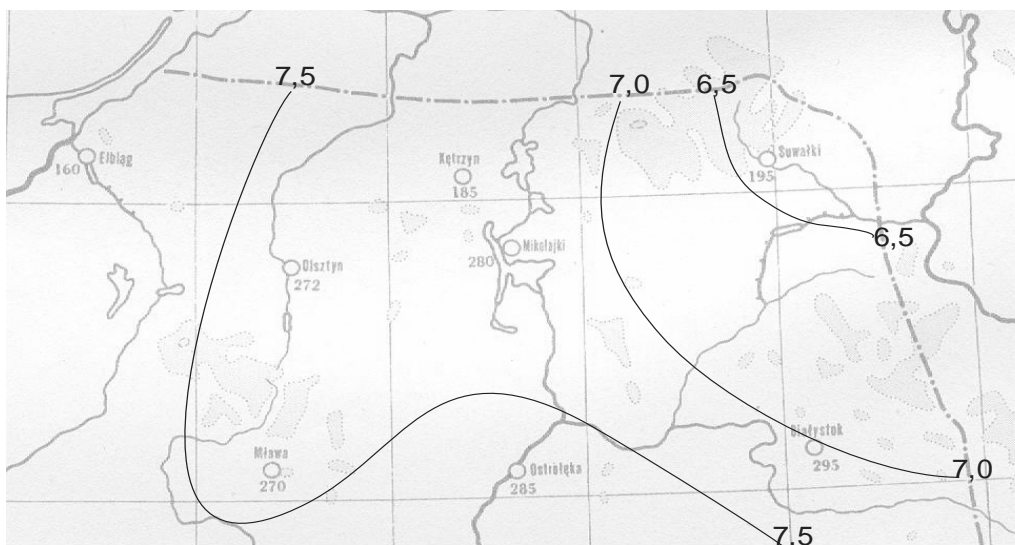 7,5
7,0
6,5
Elbląg
160
Kętrzyn
185
Suwałki
195
6,5
Mikołajki
280
Olsztyn
272
Białystok
295
Mława
270
Ostrołęka
285
7,0
7,5